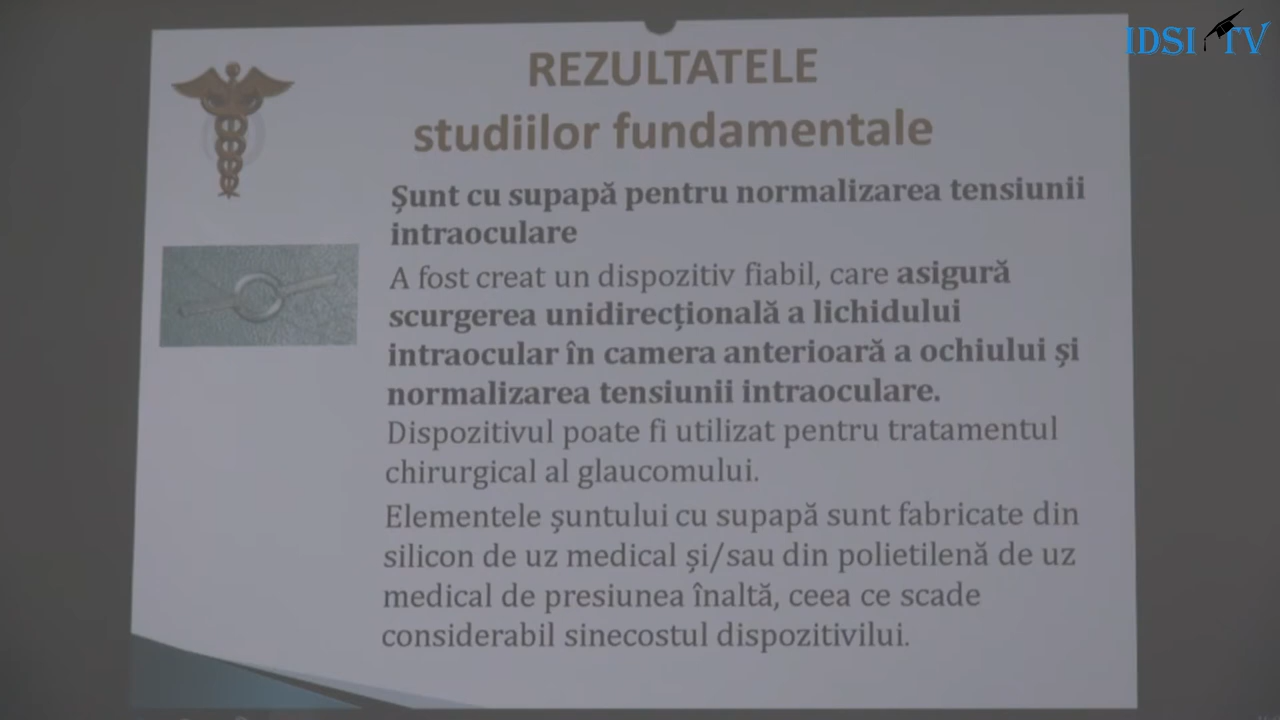 IDSI TV
REZULTATELE
studiilor fundamentale
Şunt cu supapă pentru normalizarea tensiunii
intraoculare
A fost creat un dispozitiv fiabil, care asigură
scurgerea unidirecțională a lichidului
intraocular în camera anterioară a ochiului şi
normalizarea tensiunii intraoculare.
Dispozitivul poate fi utilizat pentru tratamentul
chirurgical al glaucomului.
Elementele şuntului cu supapă sunt fabricate din
silicon de uz medical şi/sau din polietilenă de uz
medical de presiunea înaltă, ceea ce scade
considerabil sinecostul dispozitivilui.